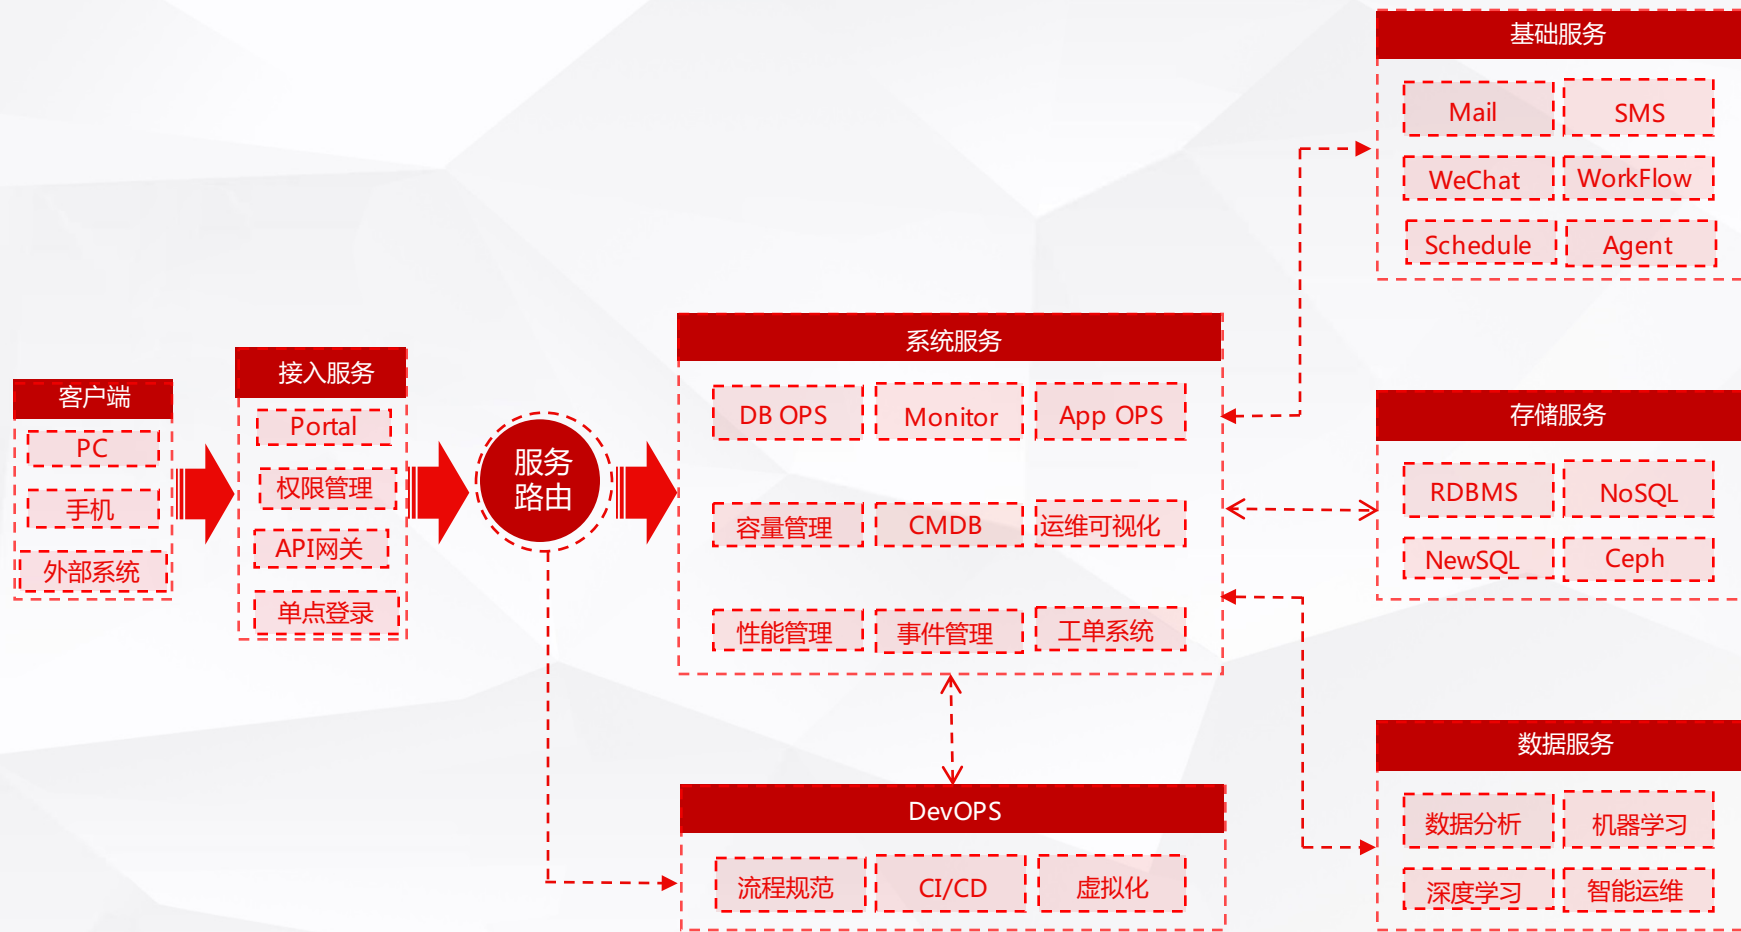 客户端
PC
手机
外部系统
接入服务
Portal
权限管理
API网关
单点登录
服务
路由
系统服务
DB OPS
Monitor
App OPS
容量管理
CMDB
运维可视化
性能管理
事件管理
工单系统
DevOPS
流程规范
CI/CD
虚拟化
基础服务
Mail
SMS
WeChat
WorkFlow
Schedule
Agent
存储服务
RDBMS
NoSQL
NewSQL
Ceph
数据服务
数据分析
机器学习
深度学习
智能运维